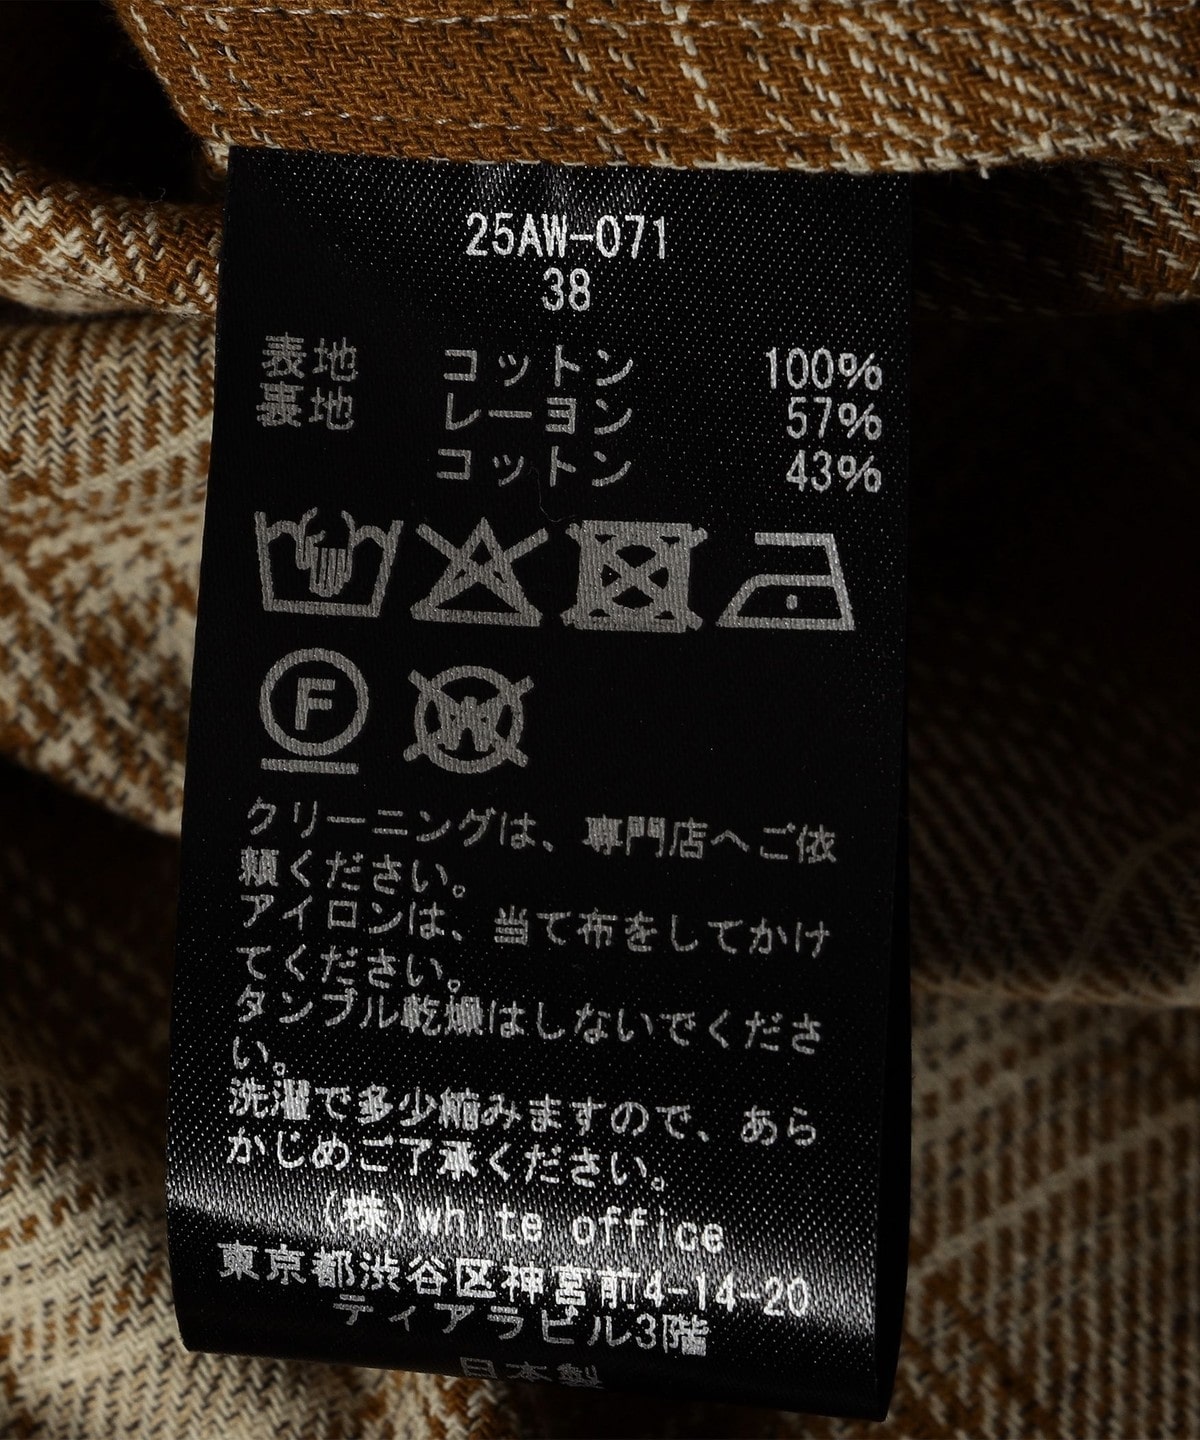 25AW-071
38
表地 コットン 100%
裏地 レーヨン 57%
コットン 43%
F
W
クリーニングは、専門店へご依
頼ください。
アイロンは、当て布をしてかけ
てください。
タンブル乾燥はしないでくださ
い。
洗濯で多少縮みますので、あら
かじめご了承ください。
(株)white office
東京都渋谷区神宮前4-14-20
ティアラビル3階
日本製